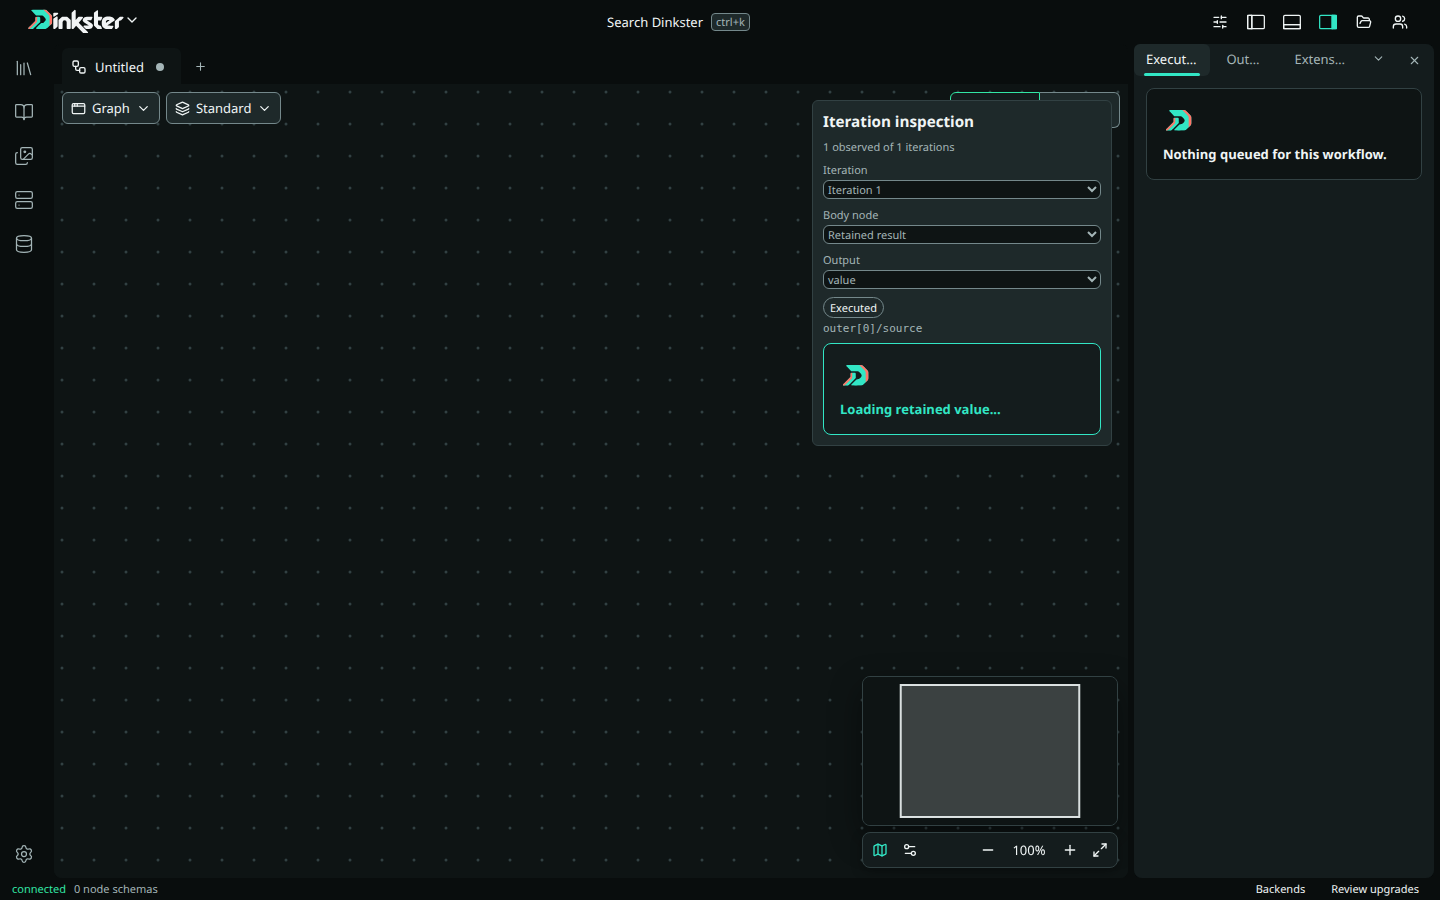 Dinkster
Search Dinkster ctrl+k
Untitled
Execut...
Out...
Extens...
Graph
Standard
Iteration inspection
1 observed of 1 iterations
Iteration
Iteration 1
Body node
Retained result
Output
value
Executed
outer[0]/source
Loading retained value...
Nothing queued for this workflow.
100%
connected
0 node schemas
Backends
Review upgrades